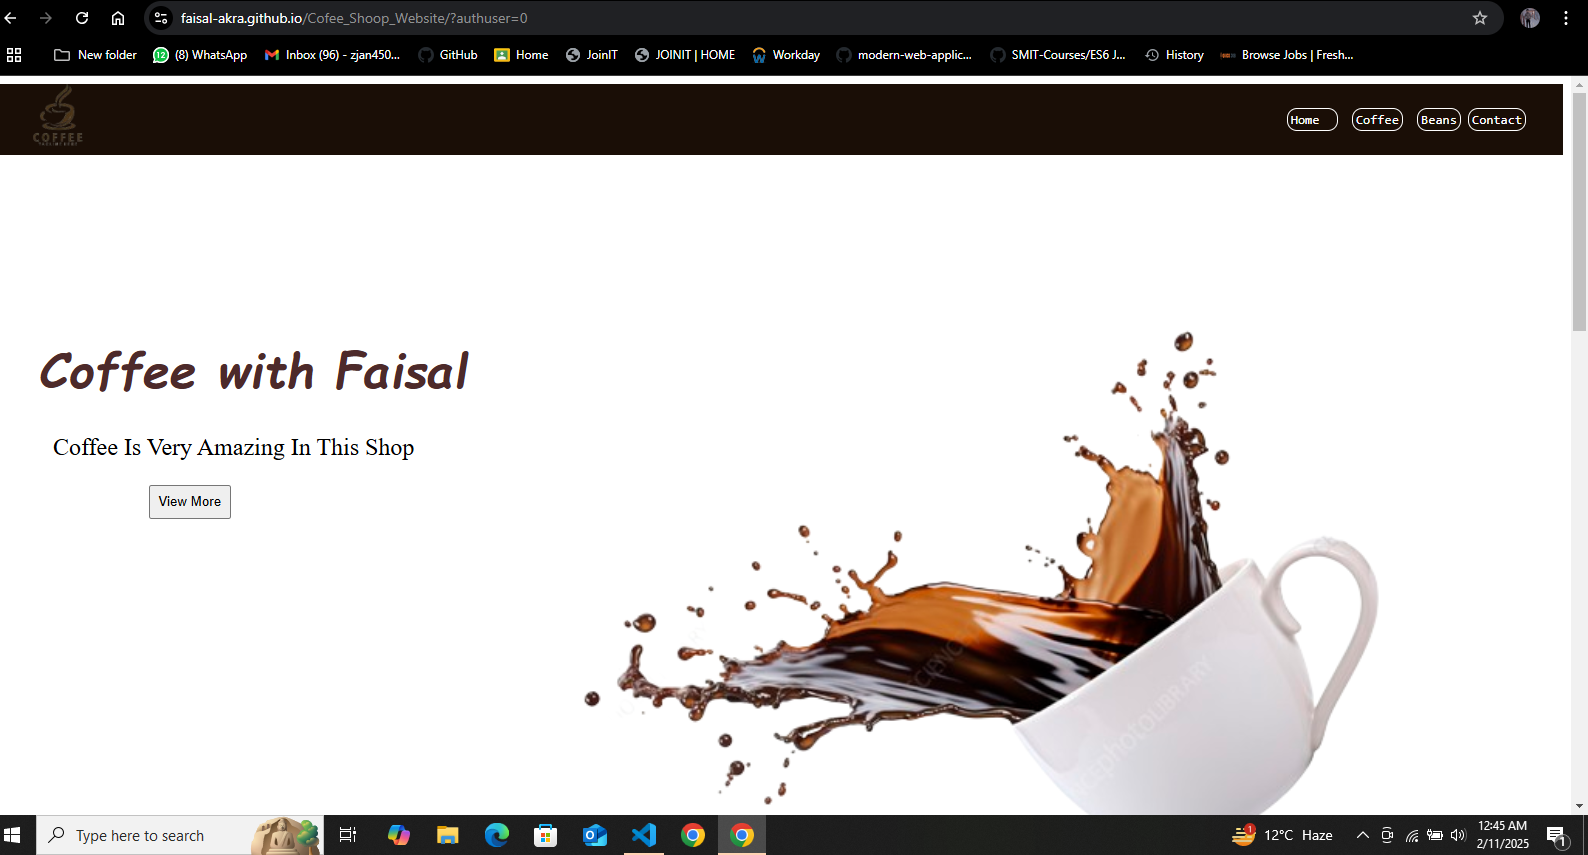 faisal-akra.github.io/Cofee_Shoop_Website/?authuser=0
New folder
12
(8) WhatsApp
Inbox (96) - zjan450...
GitHub
Home
JoinIT
JOINIT | HOME
Workday
modern-web-applic...
SMIT-Courses/ES6 J...
History
Browse Jobs | Fresh...
COFFEE
Home
Coffee
Beans
Contact
Coffee with Faisal
Coffee Is Very Amazing In This Shop
View More
Type here to search
1
12°C Haze
12:45 AM
2/11/2025
1